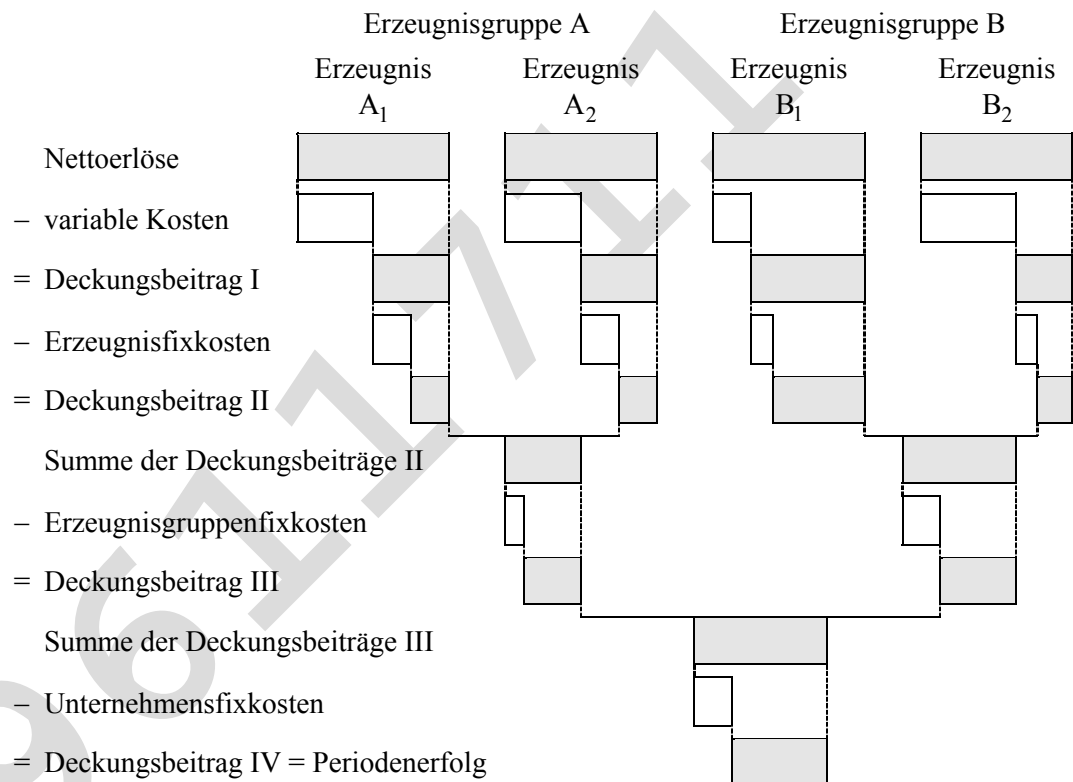 Erzeugnisgruppe A Erzeugnisgruppe B
Erzeugnis Erzeugnis Erzeugnis Erzeugnis
A1 A2 B1 B2
Nettoerlöse
– variable Kosten
= Deckungsbeitrag I
– Erzeugnisfixkosten
= Deckungsbeitrag II
Summe der Deckungsbeiträge II
– Erzeugnisgruppenfixkosten
= Deckungsbeitrag III
Summe der Deckungsbeiträge III
– Unternehmensfixkosten
= Deckungsbeitrag IV = Periodenerfolg